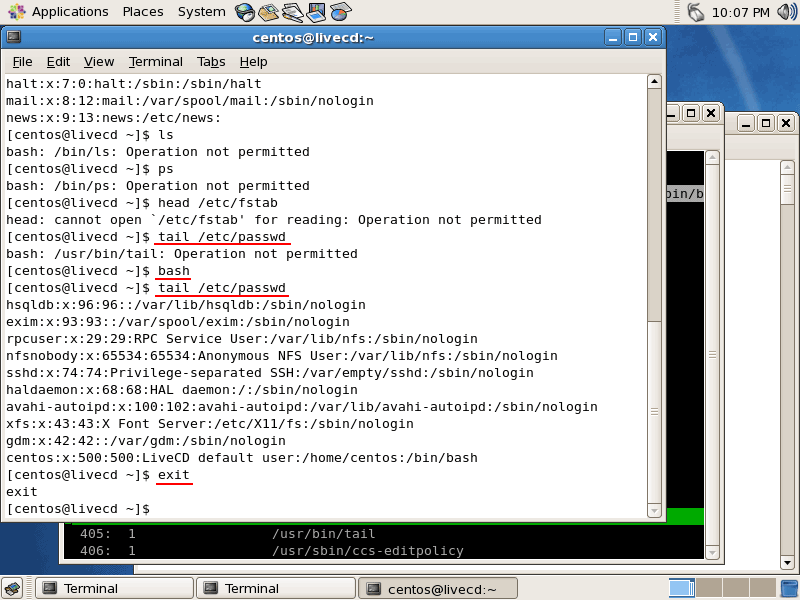 Applications Places System 10:07 PM
centos@livecd:~
File Edit View Terminal Tabs Help
halt:x:7:0:halt:/sbin:/sbin/halt
mail:x:8:12:mail:/var/spool/mail:/sbin/nologin
news:x:9:13:news:/etc/news:
[centos@livecd ~]$ ls
bash: /bin/ls: Operation not permitted
[centos@livecd ~]$ ps
bash: /bin/ps: Operation not permitted
[centos@livecd ~]$ head /etc/fstab
head: cannot open `/etc/fstab' for reading: Operation not permitted
[centos@livecd ~]$ tail /etc/passwd
bash: /usr/bin/tail: Operation not permitted
[centos@livecd ~]$ bash
[centos@livecd ~]$ tail /etc/passwd
hsqldb:x:96:96::/var/lib/hsqldb:/sbin/nologin
exim:x:93:93::/var/spool/exim:/sbin/nologin
rpcuser:x:29:29:RPC Service User:/var/lib/nfs:/sbin/nologin
nfsnobody:x:65534:65534:Anonymous NFS User:/var/lib/nfs:/sbin/nologin
sshd:x:74:74:Privilege-separated SSH:/var/empty/sshd:/sbin/nologin
haldaemon:x:68:68:HAL daemon:/:/sbin/nologin
avahi-autoipd:x:100:102:avahi-autoipd:/var/lib/avahi-autoipd:/sbin/nologin
xfs:x:43:43:X Font Server:/etc/X11/fs:/sbin/nologin
gdm:x:42:42::/var/gdm:/sbin/nologin
centos:x:500:500:LiveCD default user:/home/centos:/bin/bash
[centos@livecd ~]$ exit
exit
[centos@livecd ~]$
bin/b
405: 1 /usr/bin/tail
406: 1 /usr/sbin/ccs-editpolicy
Terminal Terminal centos@livecd:~